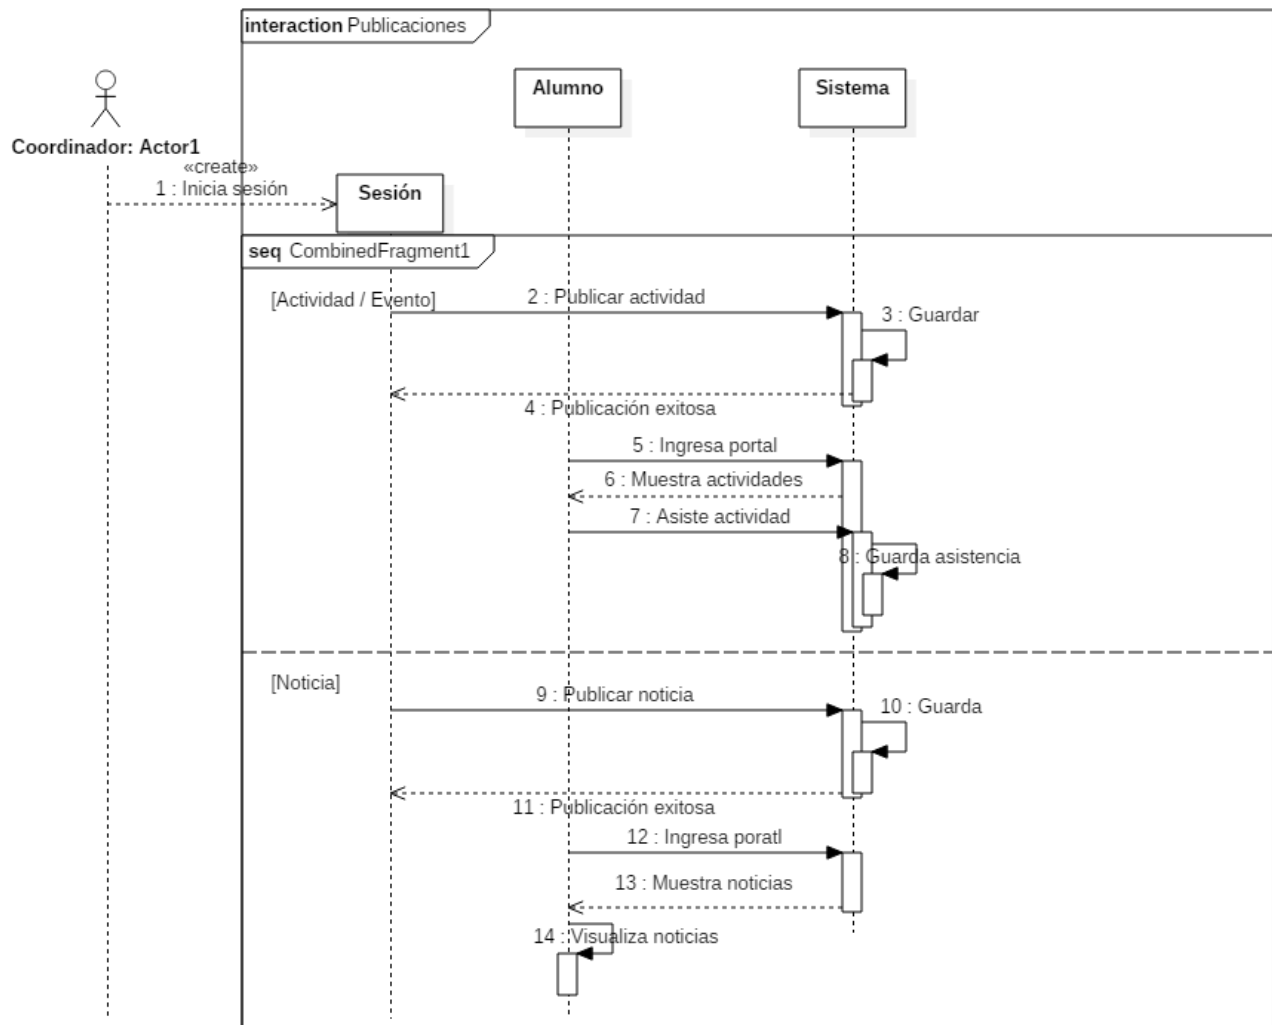 interaction Publicaciones
Alumno
Sistema
Coordinador: Actor1
«create»
1 : Inicia sesión
Sesión
seq CombinedFragment1
[Actividad / Evento]
2 : Publicar actividad
3 : Guardar
4 : Publicación exitosa
5 : Ingresa portal
6 : Muestra actividades
7 : Asiste actividad
8 : Guarda asistencia
[Noticia]
9 : Publicar noticia
10 : Guarda
11 : Publicación exitosa
12 : Ingresa poratl
13 : Muestra noticias
14 : Visualiza noticias